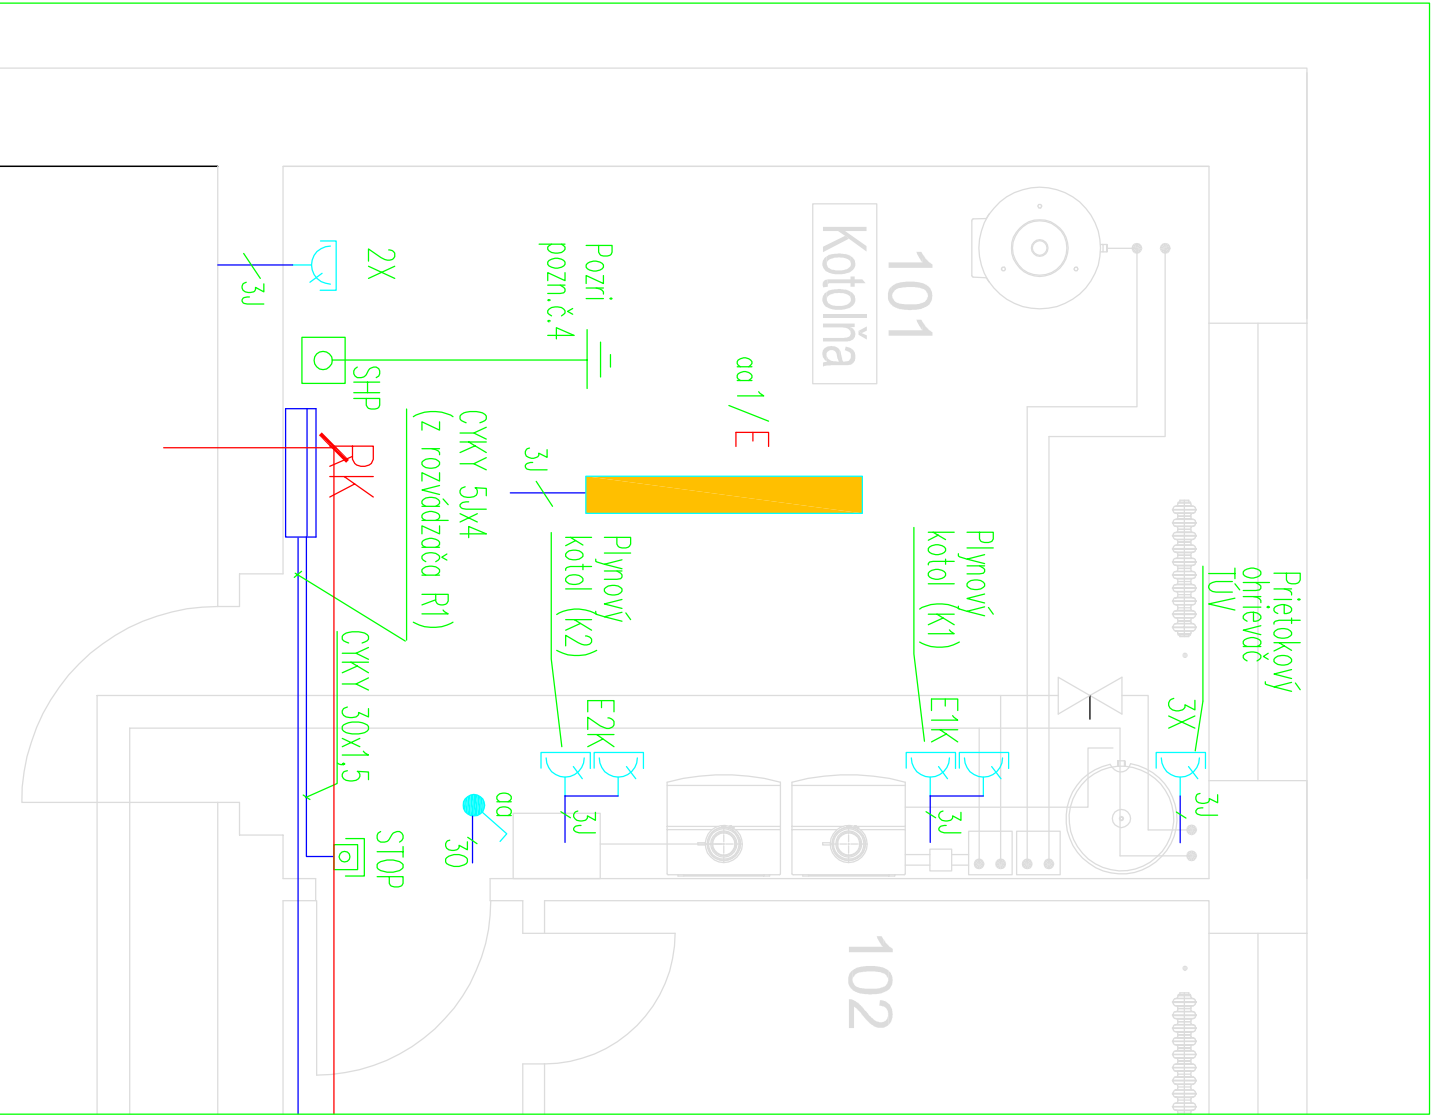 Prietokový
ohrievač
TÚV
3X
3J
101
Kotolňa
Plynový
kotol (K1)
E1K
3J
aa1/E
Pozri
pozn.č.4
3J
Plynový
kotol (K2)
E2K
3J
2X
3J
SHP
RK
CYKY 5Jx4
(z rozvádzača R1)
CYKY 30x1,5
STOP
aa
30
102